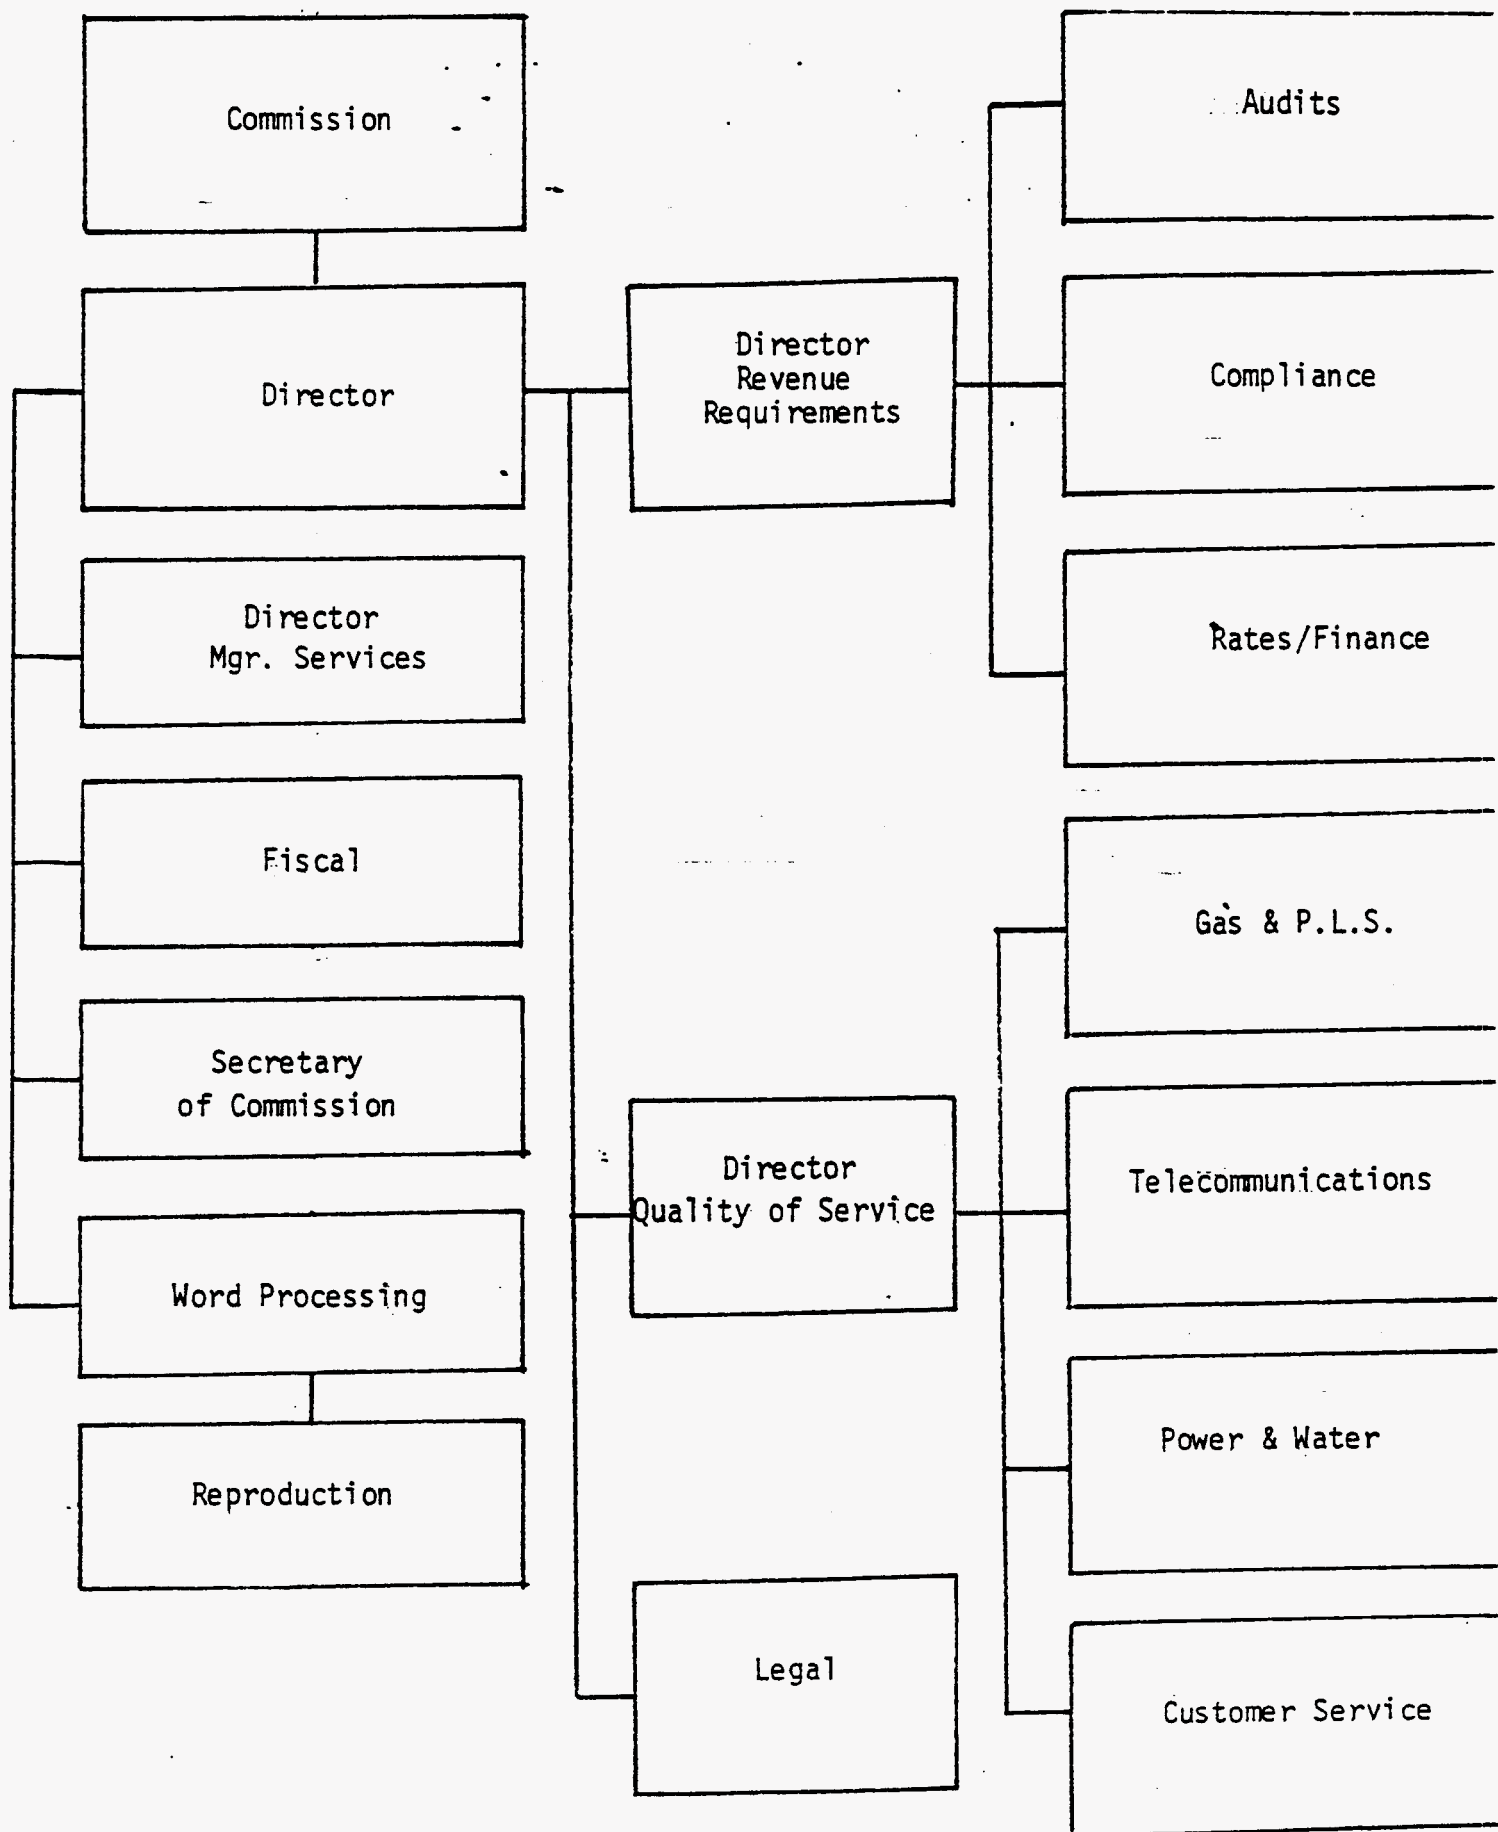 Commission
Director
Director
Mgr. Services
Fiscal
Secretary
of Commission
Word Processing
Reproduction
Director
Revenue
Requirements
Director
Quality of Service
Legal
Audits
Compliance
Rates/Finance
Gas & P.L.S.
Telecommunications
Power & Water
Customer Service